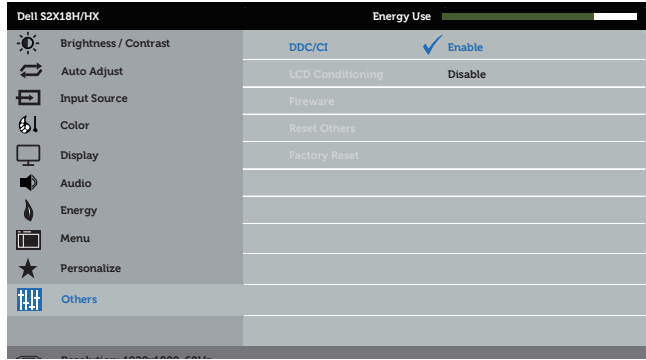 Dell S2X18H/HX Energy Use
Brightness / Contrast DDC/CI Enable
Auto Adjust LCD Conditioning Disable
Input Source Fireware
Color Reset Others
Display Factory Reset
Audio
Energy
Menu
Personalize
Others